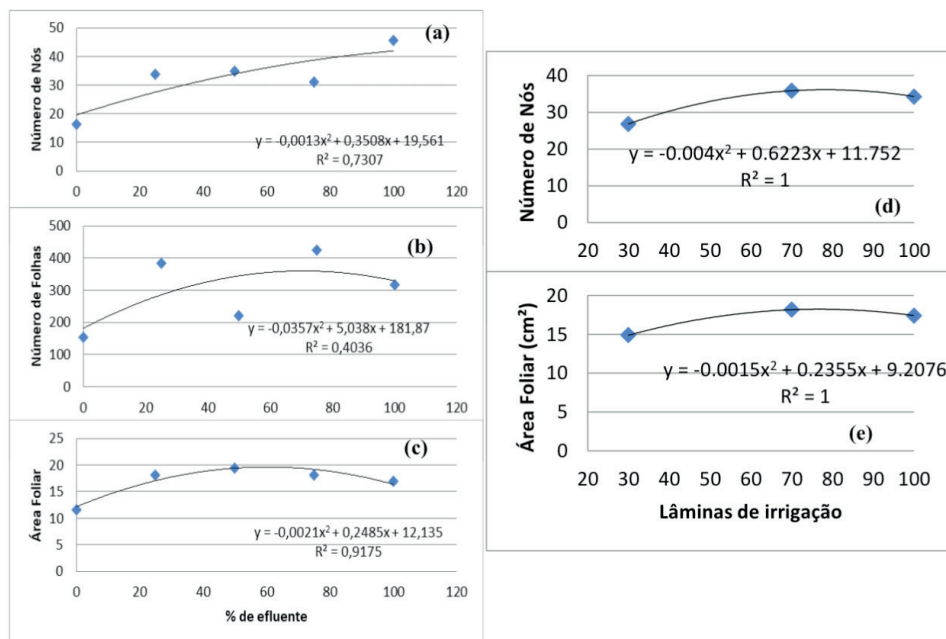 (a)
Número de Nós
50
40
30
20
10
0
y = -0,0013x² + 0,3508x + 19,561
R² = 0,7307
0 20 40 60 80 100 120
(b)
Número de Folhas
500
400
300
200
100
0
y = -0,0357x² + 5,038x + 181,87
R² = 0,4036
0 20 40 60 80 100 120
(c)
Área Foliar
25
20
15
10
5
0
y = -0,0021x² + 0,2485x + 12,135
R² = 0,9175
0 20 40 60 80 100 120
% de efluente
Número de Nós
40
30
20
10
0
y = -0.004x² + 0.6223x + 11.752
R² = 1
(d)
20 30 40 50 60 70 80 90 100
Área Foliar (cm²)
20
15
10
5
0
y = -0.0015x² + 0.2355x + 9.2076
R² = 1
(e)
20 30 40 50 60 70 80 90 100
Lâminas de irrigação